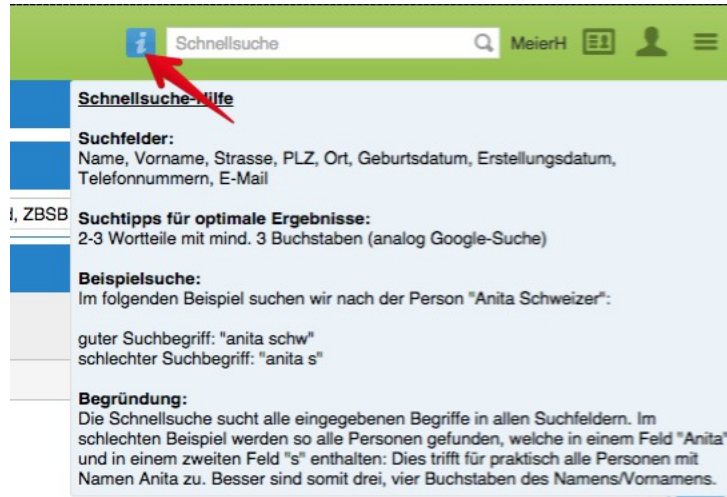 i Schnellsuche MeierH
Schnellsuche-Hilfe
Suchfelder:
Name, Vorname, Strasse, PLZ, Ort, Geburtsdatum, Erstellungsdatum,
Telefonnummern, E-Mail
, ZBSB
Suchtipps für optimale Ergebnisse:
2-3 Wortteile mit mind. 3 Buchstaben (analog Google-Suche)
Beispielsuche:
Im folgenden Beispiel suchen wir nach der Person "Anita Schweizer":
guter Suchbegriff: "anita schw"
schlechter Suchbegriff: "anita s"
Begründung:
Die Schnellsuche sucht alle eingegebenen Begriffe in allen Suchfeldern. Im
schlechten Beispiel werden so alle Personen gefunden, welche in einem Feld "Anita"
und in einem zweiten Feld "s" enthalten: Dies trifft für praktisch alle Personen mit
Namen Anita zu. Besser sind somit drei, vier Buchstaben des Namens/Vornamens.